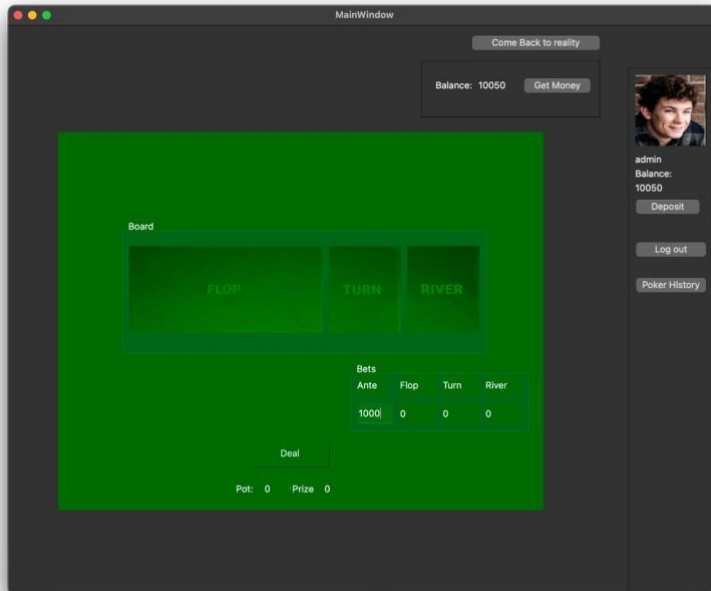 MainWindow
Come Back to reality
Balance: 10050 Get Money
admin
Balance:
10050
Deposit
Log out
Poker HIstory
Board
FLOP TURN RIVER
Bets
Ante Flop Turn River
1000 0 0 0
Deal
Pot: 0 Prize 0